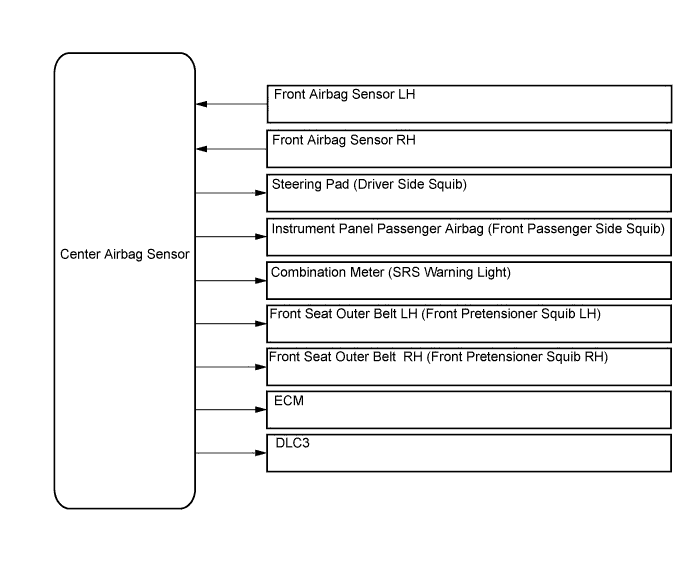 Front Airbag Sensor LH
Front Airbag Sensor RH
Steering Pad (Driver Side Squib)
Instrument Panel Passenger Airbag (Front Passenger Side Squib)
Center Airbag Sensor
Combination Meter (SRS Warning Light)
Front Seat Outer Belt LH (Front Pretensioner Squib LH)
Front Seat Outer Belt RH (Front Pretensioner Squib RH)
ECM
DLC3